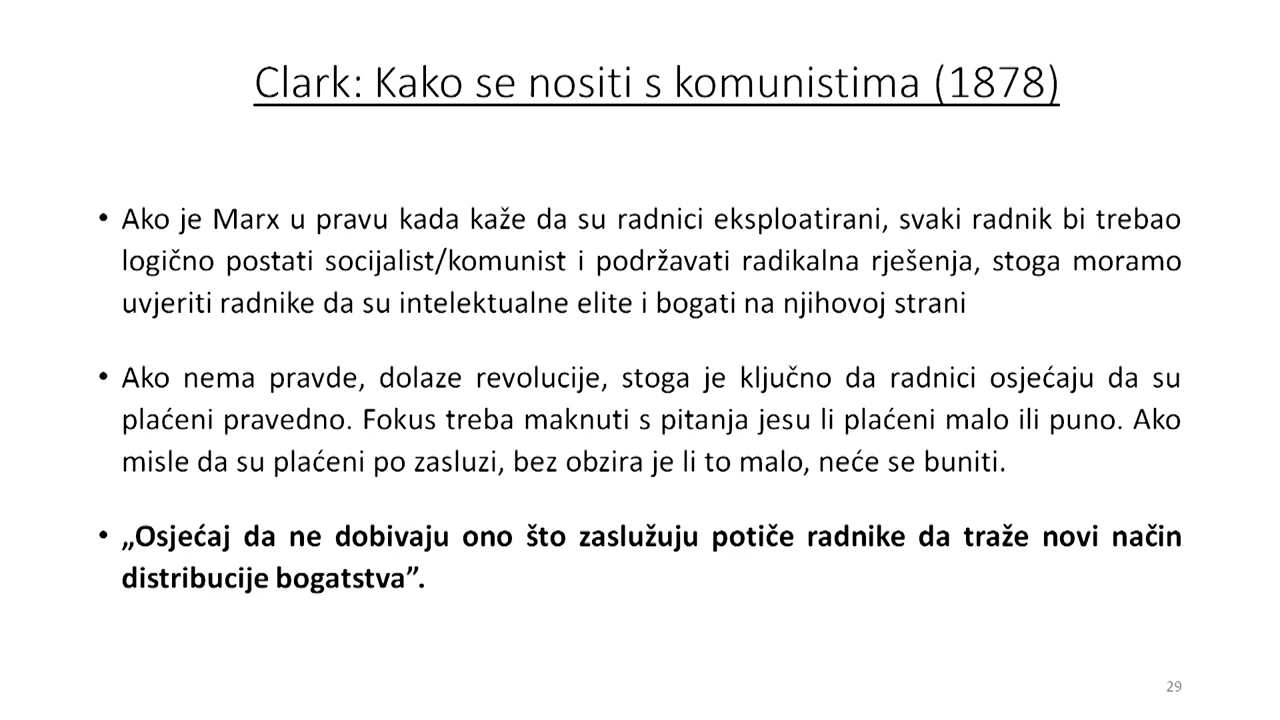 Clark: Kako se nositi s komunistima (1878)
• Ako je Marx u pravu kada kaže da su radnici eksploatirani, svaki radnik bi trebao
logično postati socijalist/komunist i podržavati radikalna rješenja, stoga moramo
uvjeriti radnike da su intelektualne elite i bogati na njihovoj strani
• Ako nema pravde, dolaze revolucije, stoga je ključno da radnici osjećaju da su
plaćeni pravedno. Fokus treba maknuti s pitanja jesu li plaćeni malo ili puno. Ako
misle da su plaćeni po zasluzi, bez obzira je li to malo, neće se buniti.
• „Osjećaj da ne dobivaju ono što zaslužuju potiče radnike da traže novi način
distribucije bogatstva”.
29